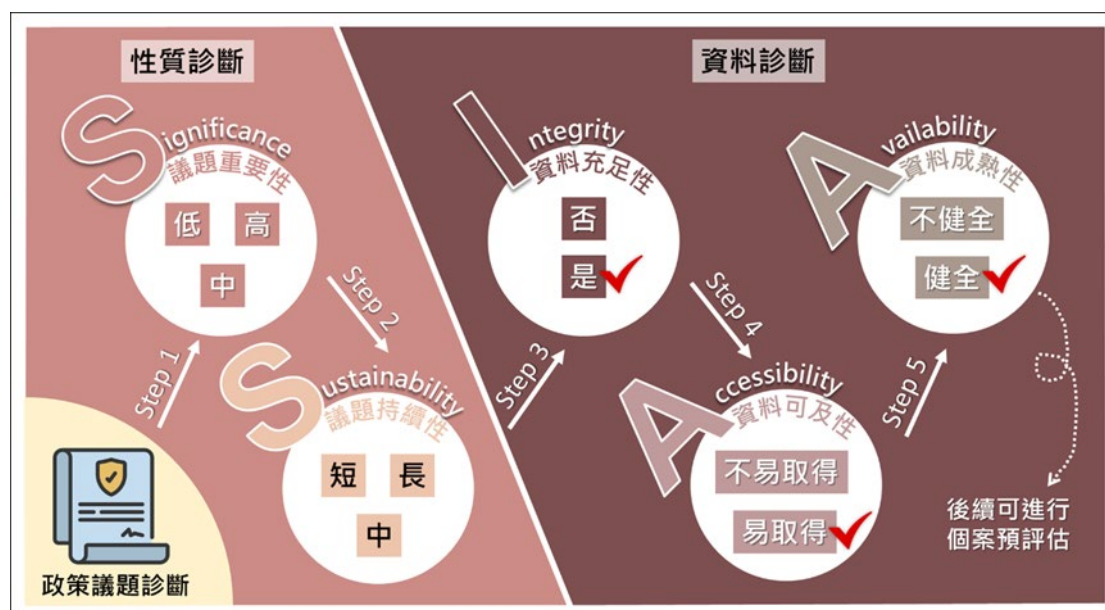 性質診斷
資料診斷
Significance
議題重要性
低 高
中
Step 1
Step 2
Sustainability
議題持續性
短 長
中
Step 3
Integrity
資料充足性
否
是
Step 4
Accessibility
資料可及性
不易取得
易取得
Step 5
Availability
資料成熟性
不健全
健全
後續可進行
個案預評估
政策議題診斷